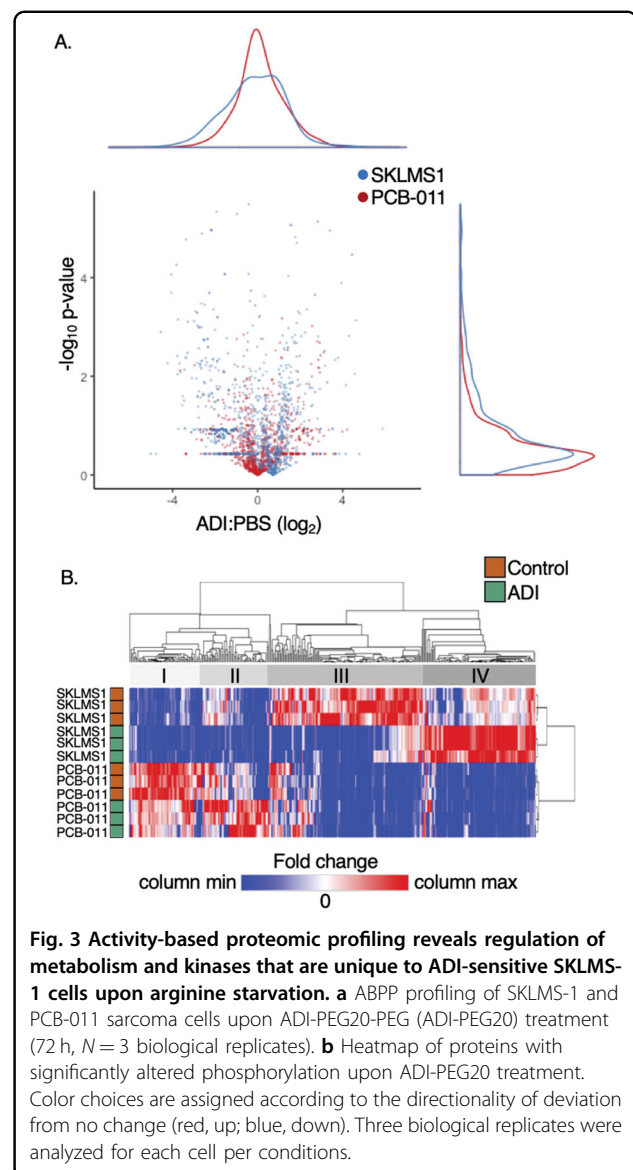 A.
SKLMS1
PCB-011
-log10 p-value
4
2
0
-4 0 4
ADI:PBS (log2)
B.
Control
ADI
I II III IV
SKLMS1
SKLMS1
SKLMS1
SKLMS1
SKLMS1
SKLMS1
PCB-011
PCB-011
PCB-011
PCB-011
PCB-011
PCB-011
Fold change
column min column max
0
Fig. 3 Activity-based proteomic profiling reveals regulation of
metabolism and kinases that are unique to ADI-sensitive SKLMS-
1 cells upon arginine starvation. a ABPP profiling of SKLMS-1 and
PCB-011 sarcoma cells upon ADI-PEG20-PEG (ADI-PEG20) treatment
(72 h, N = 3 biological replicates). b Heatmap of proteins with
significantly altered phosphorylation upon ADI-PEG20 treatment.
Color choices are assigned according to the directionality of deviation
from no change (red, up; blue, down). Three biological replicates were
analyzed for each cell per conditions.